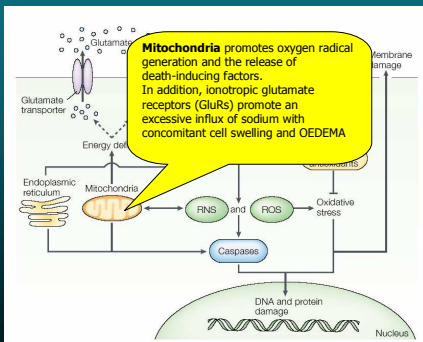 Glutamate
Mitochondria promotes oxygen radical
generation and the release of
death-inducing factors.
In addition, ionotropic glutamate
receptors (GluRs) promote an
excessive influx of sodium with
concomitant cell swelling and OEDEMA
Membrane
damage
Glutamate
transporter
Energy
Endoplasmic
reticulum
Mitochondria
RNS
and
ROS
Oxidative
stress
Caspases
DNA and protein
damage
Nucleus